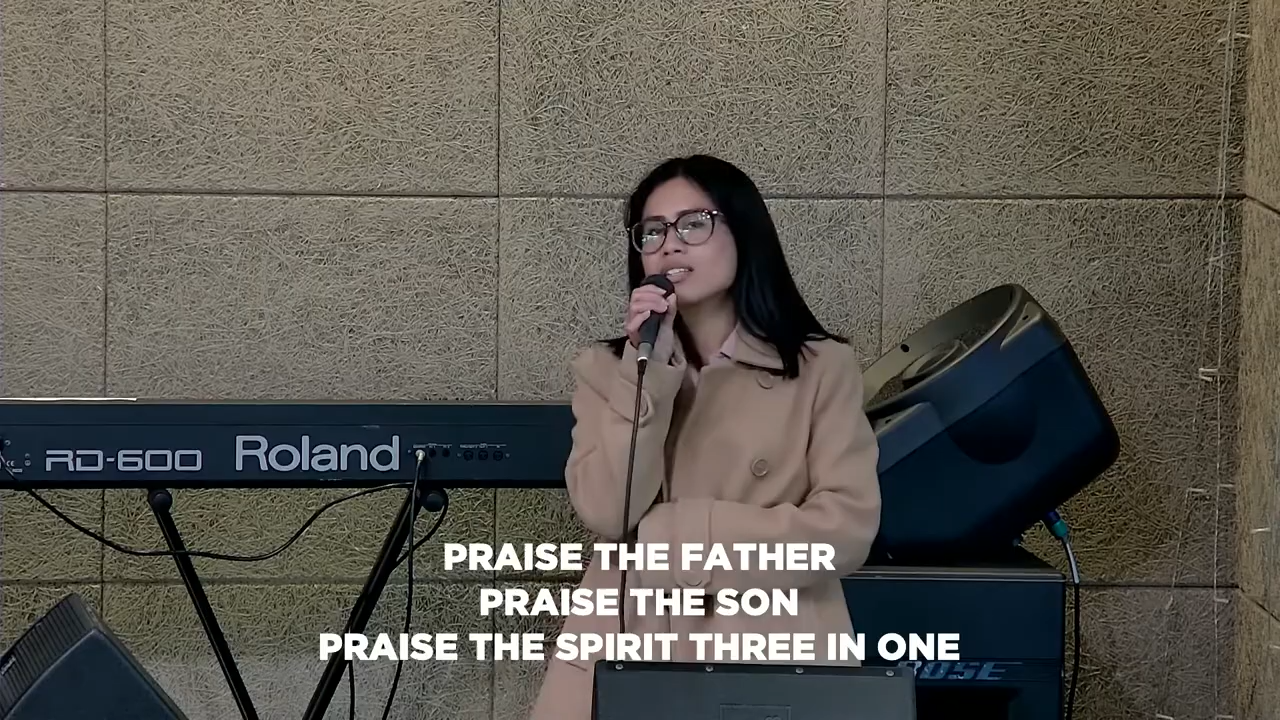 RD-600 Roland
PRAISE THE FATHER
PRAISE THE SON
PRAISE THE SPIRIT THREE IN ONE
BOSE